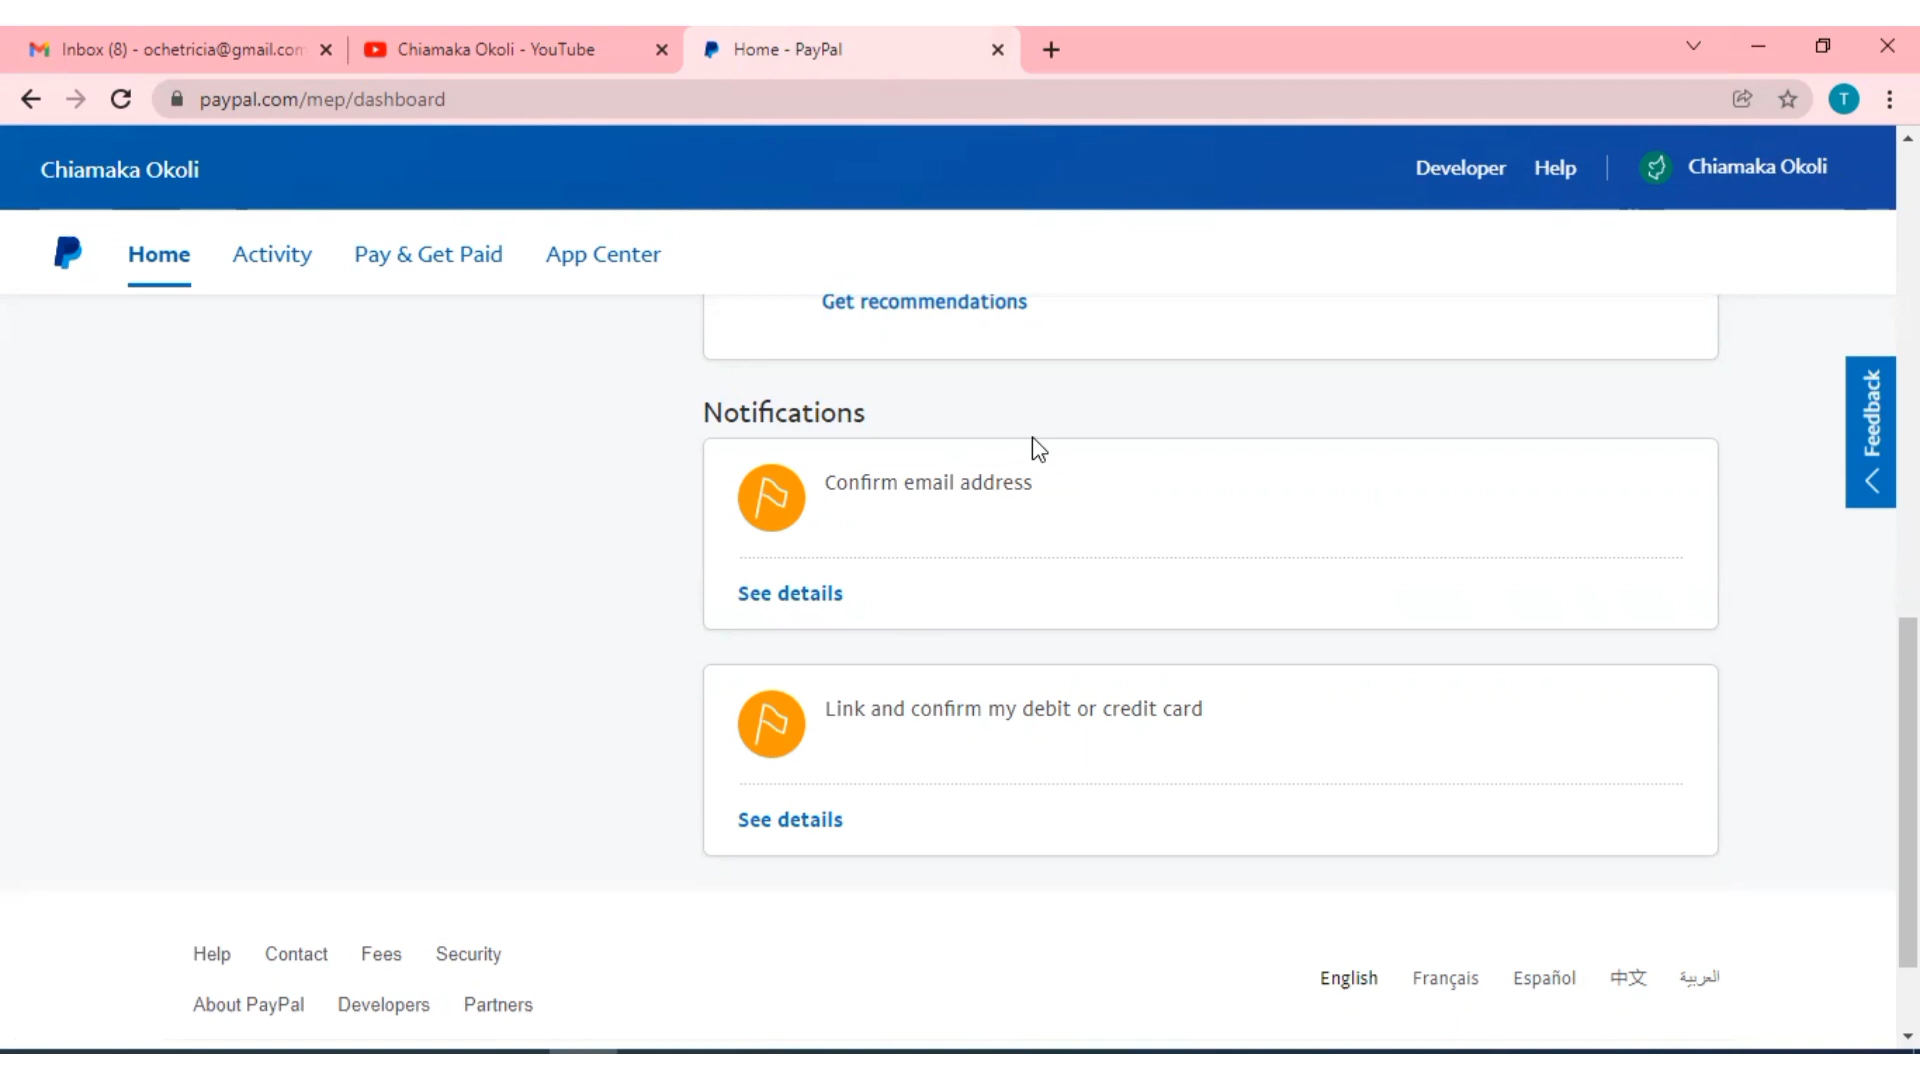 Inbox (8) - ochetricia@gmail.com
Chiamaka Okoli - YouTube
Home - PayPal
paypal.com/mep/dashboard
T
Chiamaka Okoli
Developer
Help
Chiamaka Okoli
Home
Activity
Pay & Get Paid
App Center
Get recommendations
Feedback
Notifications
Confirm email address
See details
Link and confirm my debit or credit card
See details
Help Contact Fees Security
English Français Español 中文 العربية
About PayPal Developers Partners